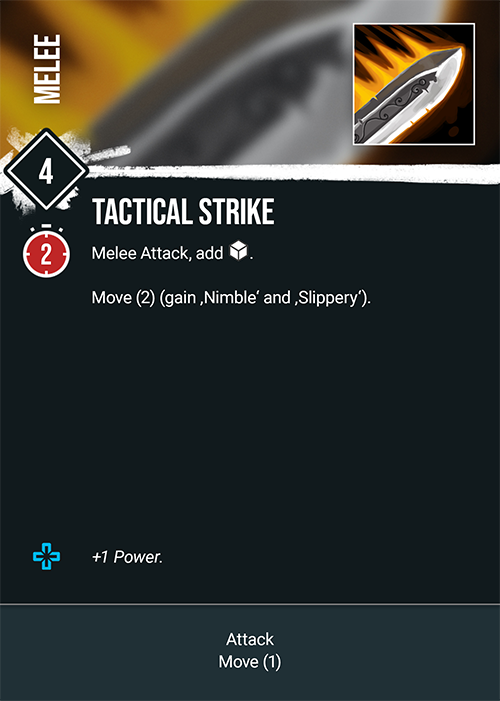 MELEE
4
TACTICAL STRIKE
2
Melee Attack, add .
Move (2) (gain ‚Nimble‘ and ‚Slippery‘).
+1 Power.
Attack
Move (1)